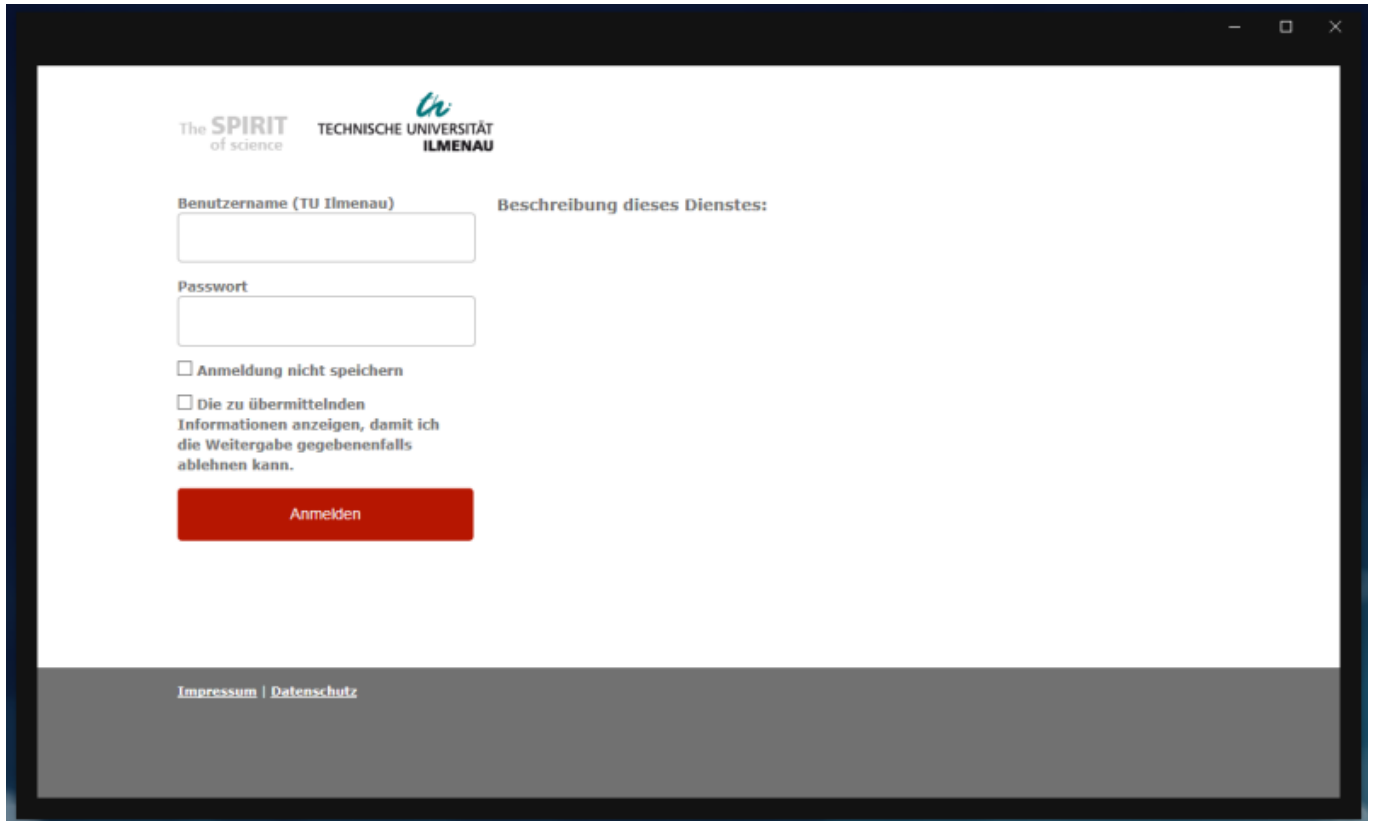 The SPIRIT
of science
TECHNISCHE UNIVERSITÄT
ILMENAU
Benutzername (TU Ilmenau)
Beschreibung dieses Dienstes:
Passwort
Anmeldung nicht speichern
Die zu übermittelnden
Informationen anzeigen, damit ich
die Weitergabe gegebenenfalls
ablehnen kann.
Anmelden
Impressum | Datenschutz